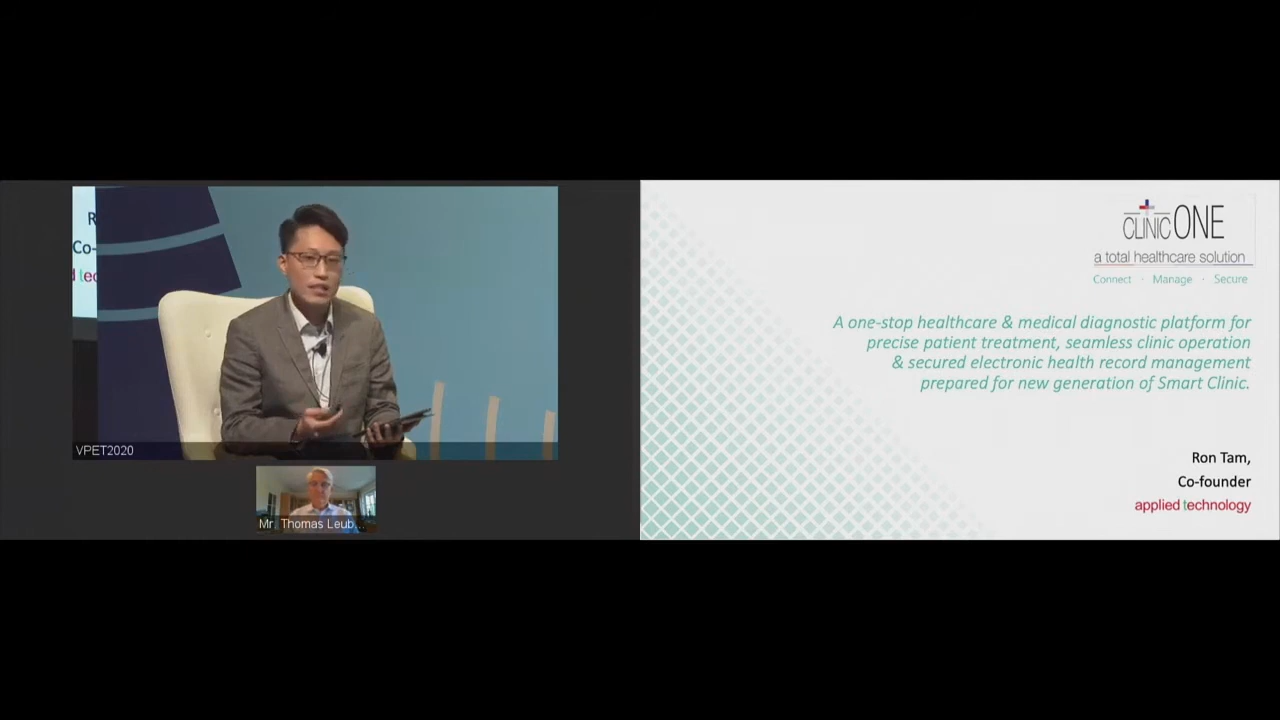 R
Co-
d tec
VPET2020
Mr. Thomas Leub...
CLINIC ONE
a total healthcare solution
Connect · Manage · Secure
A one-stop healthcare & medical diagnostic platform for
precise patient treatment, seamless clinic operation
& secured electronic health record management
prepared for new generation of Smart Clinic.
Ron Tam,
Co-founder
applied technology